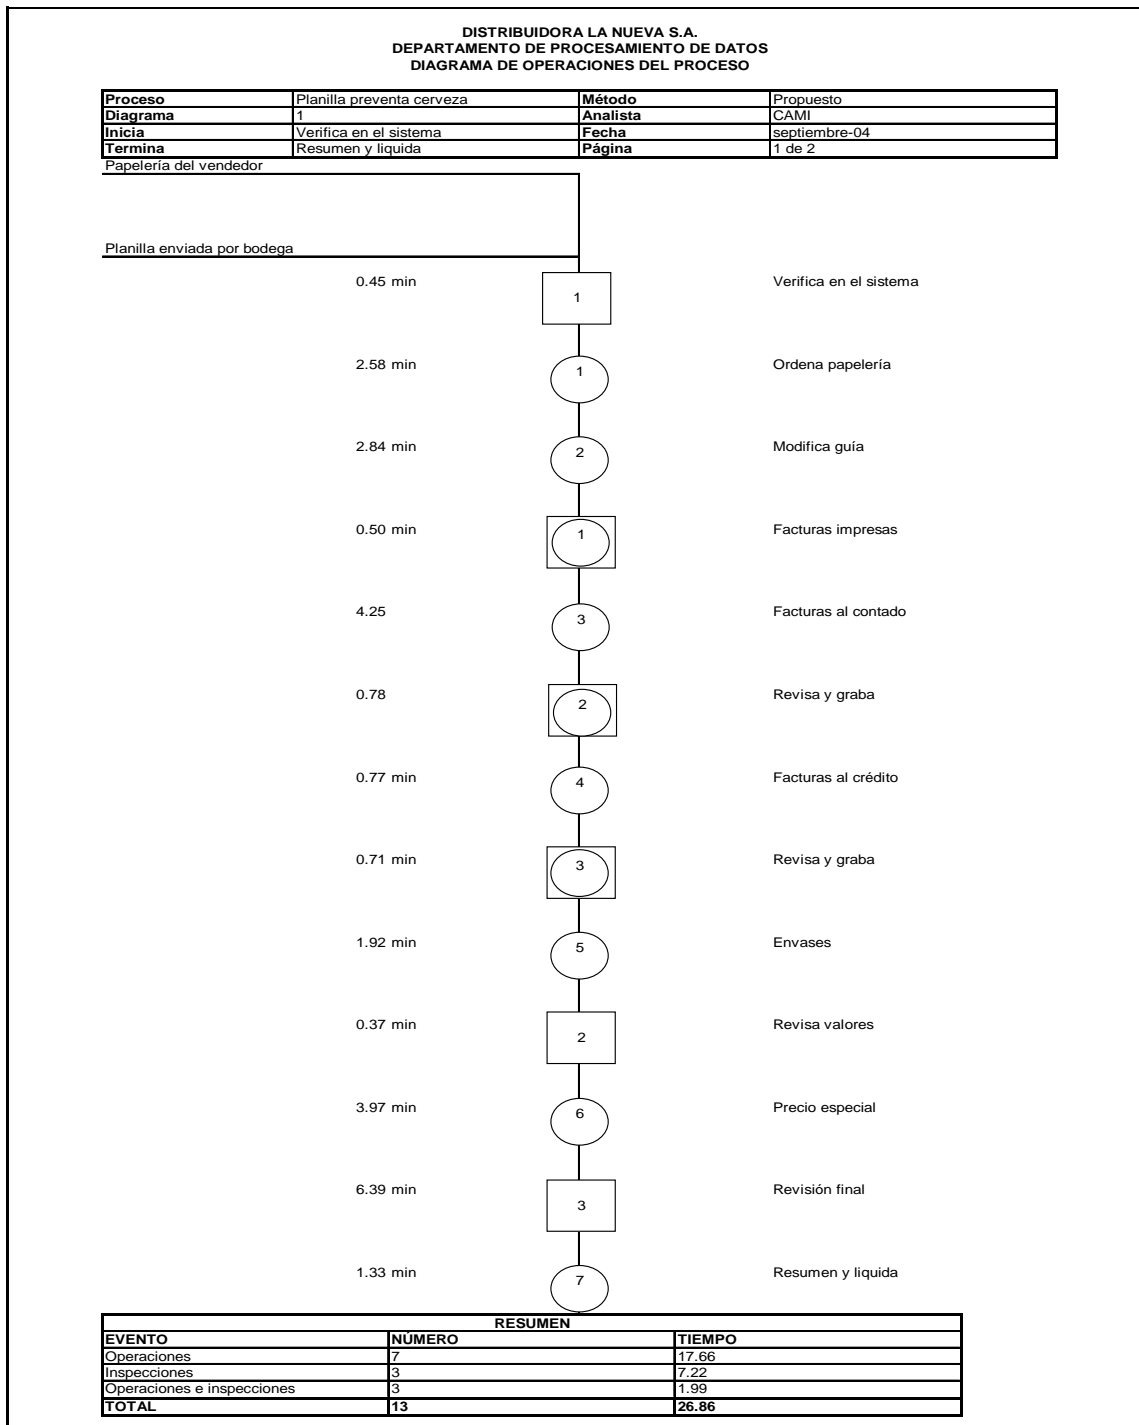 DISTRIBUIDORA LA NUEVA S.A.
DEPARTAMENTO DE PROCESAMIENTO DE DATOS
DIAGRAMA DE OPERACIONES DEL PROCESO
Proceso Planilla preventa cerveza Método Propuesto
Diagrama 1 Analista CAMI
Inicia Verifica en el sistema Fecha septiembre-04
Termina Resumen y liquida Página 1 de 2
Papelería del vendedor
Planilla enviada por bodega
0.45 min 1 Verifica en el sistema
2.58 min 1 Ordena papelería
2.84 min 2 Modifica guía
0.50 min 1 Facturas impresas
4.25 3 Facturas al contado
0.78 2 Revisa y graba
0.77 min 4 Facturas al crédito
0.71 min 3 Revisa y graba
1.92 min 5 Envases
0.37 min 2 Revisa valores
3.97 min 6 Precio especial
6.39 min 3 Revisión final
1.33 min 7 Resumen y liquida
RESUMEN
EVENTO NÚMERO TIEMPO
Operaciones 7 17.66
Inspecciones 3 7.22
Operaciones e inspecciones 3 1.99
TOTAL 13 26.86